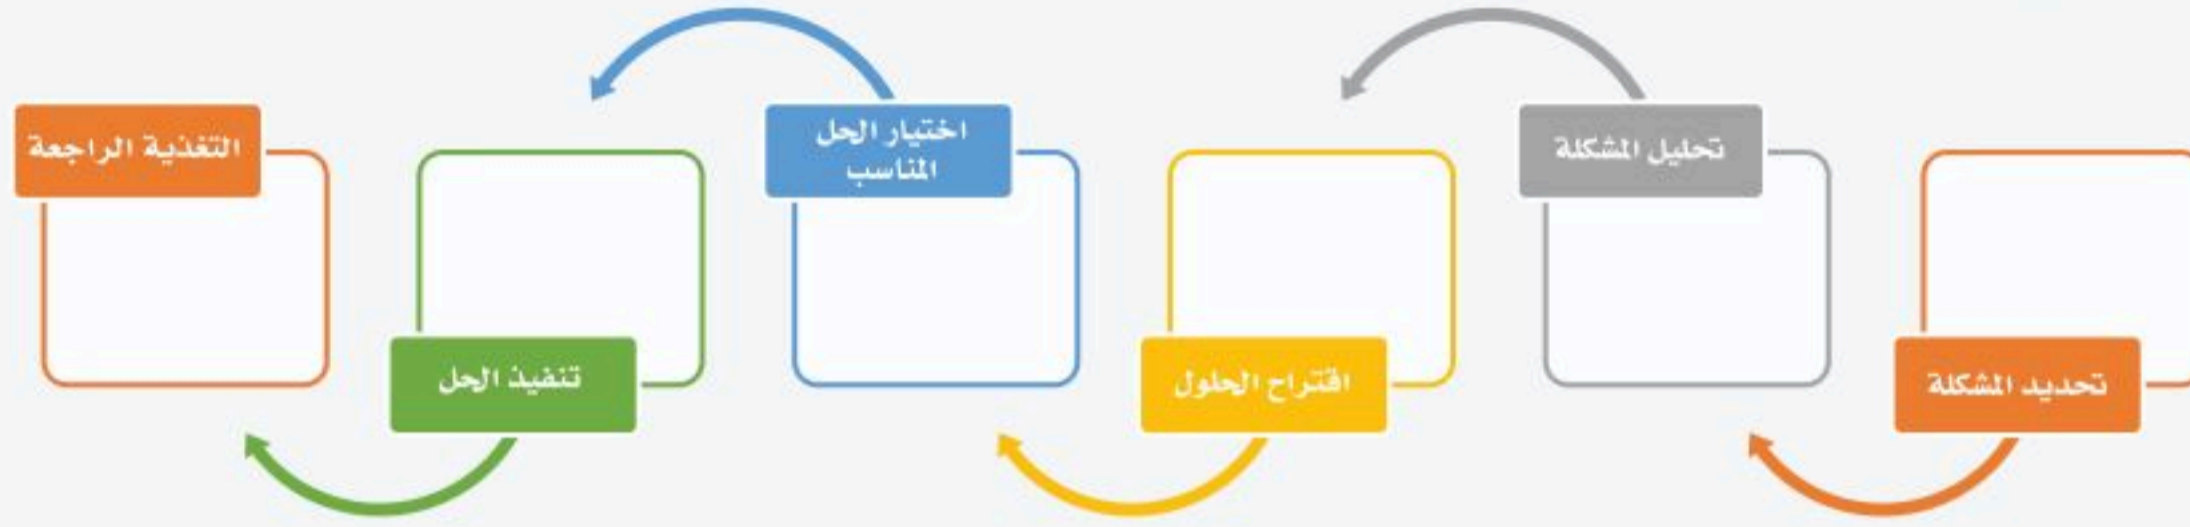 تحديد المشكلة
تحليل المشكلة
اقتراح الحلول
اختيار الحل
المناسب
تنفيذ الحل
التغذية الراجعة